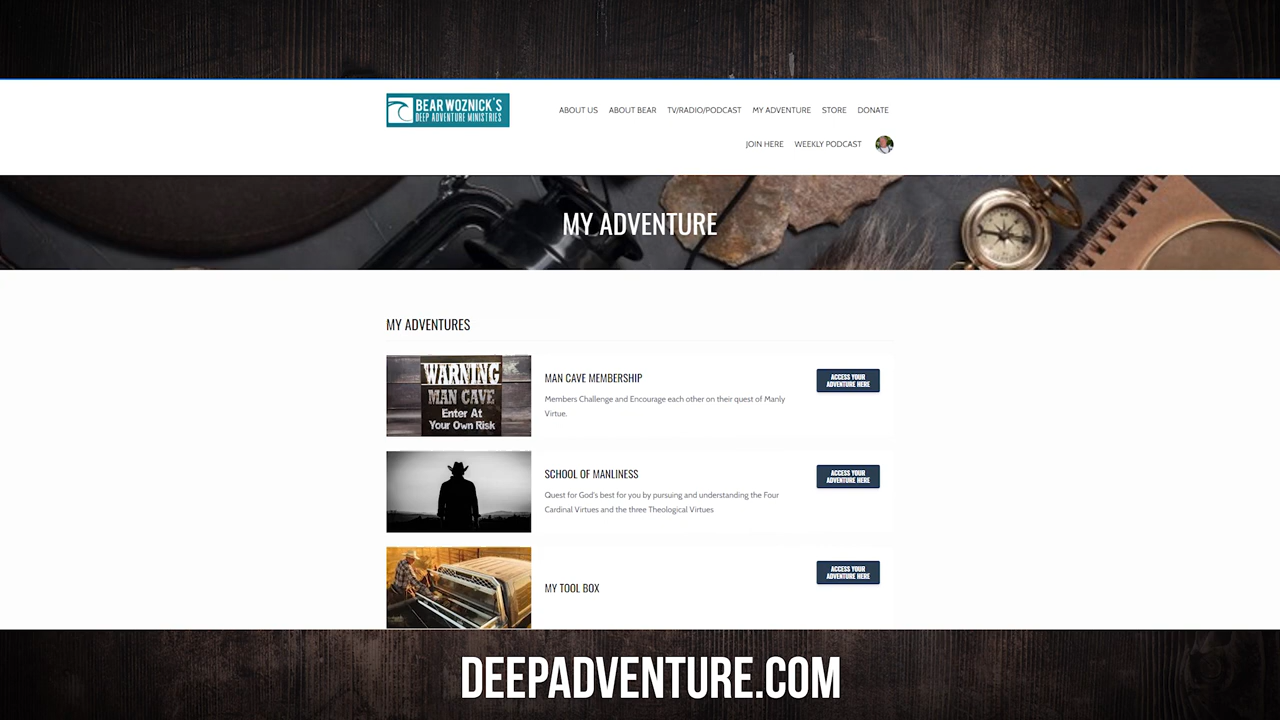 BEAR WOZNICK'S
DEEP ADVENTURE MINISTRIES
ABOUT US ABOUT BEAR TV/RADIO/PODCAST MY ADVENTURE STORE DONATE
JOIN HERE WEEKLY PODCAST
MY ADVENTURE
MY ADVENTURES
WARNING
MAN CAVE
Enter At
Your Own Risk
MAN CAVE MEMBERSHIP
Members Challenge and Encourage each other on their quest of Manly
Virtue.
ACCESS YOUR
ADVENTURE HERE
SCHOOL OF MANLINESS
Quest for God's best for you by pursuing and understanding the Four
Cardinal Virtues and the three Theological Virtues
ACCESS YOUR
ADVENTURE HERE
MY TOOL BOX
ACCESS YOUR
ADVENTURE HERE
DEEPADVENTURE.COM